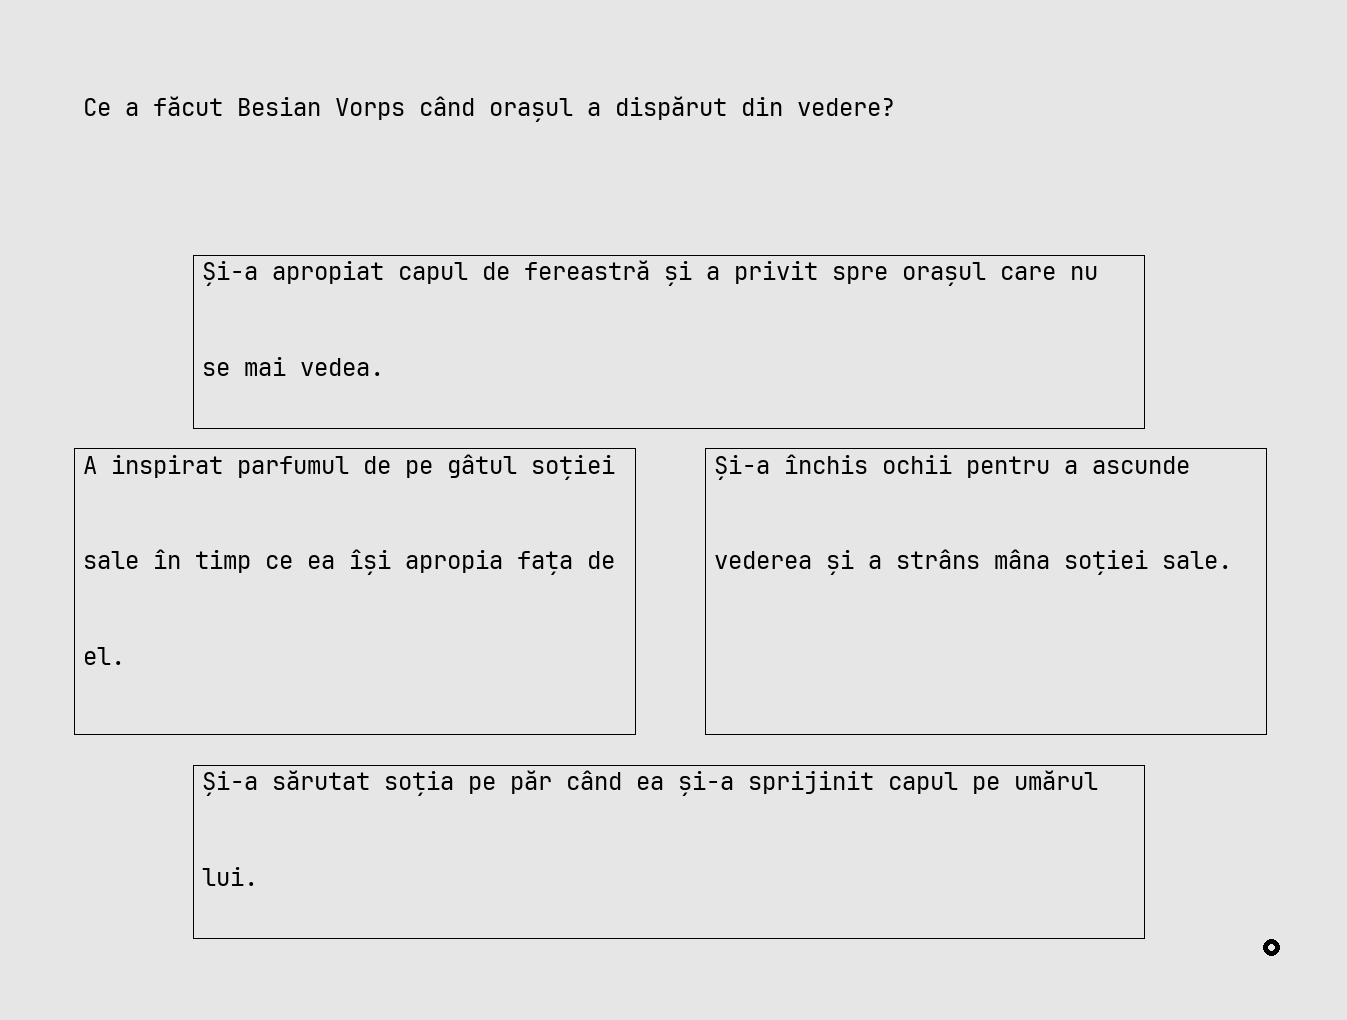 Ce a făcut Besian Vorps când orașul a dispărut din vedere?
Și-a apropiat capul de fereastră și a privit spre orașul care nu
se mai vedea.
A inspirat parfumul de pe gâtul soției
sale în timp ce ea își apropia fața de
el.
Și-a închis ochii pentru a ascunde
vederea și a strâns mâna soției sale.
Și-a sărutat soția pe păr când ea și-a sprijinit capul pe umărul
lui.